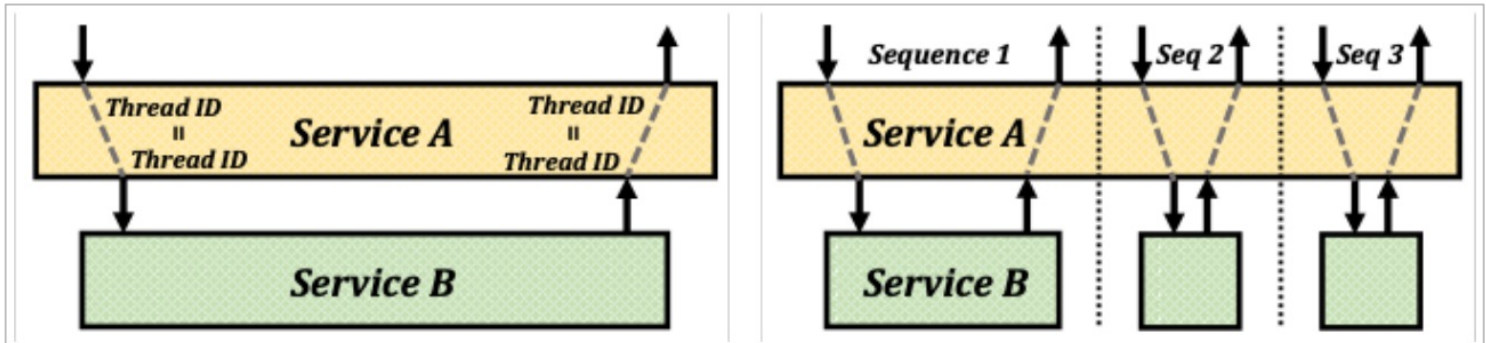 Thread ID
=
Thread ID
Service A
Thread ID
=
Thread ID
Service B
Sequence 1
Seq 2
Seq 3
Service A
Service B